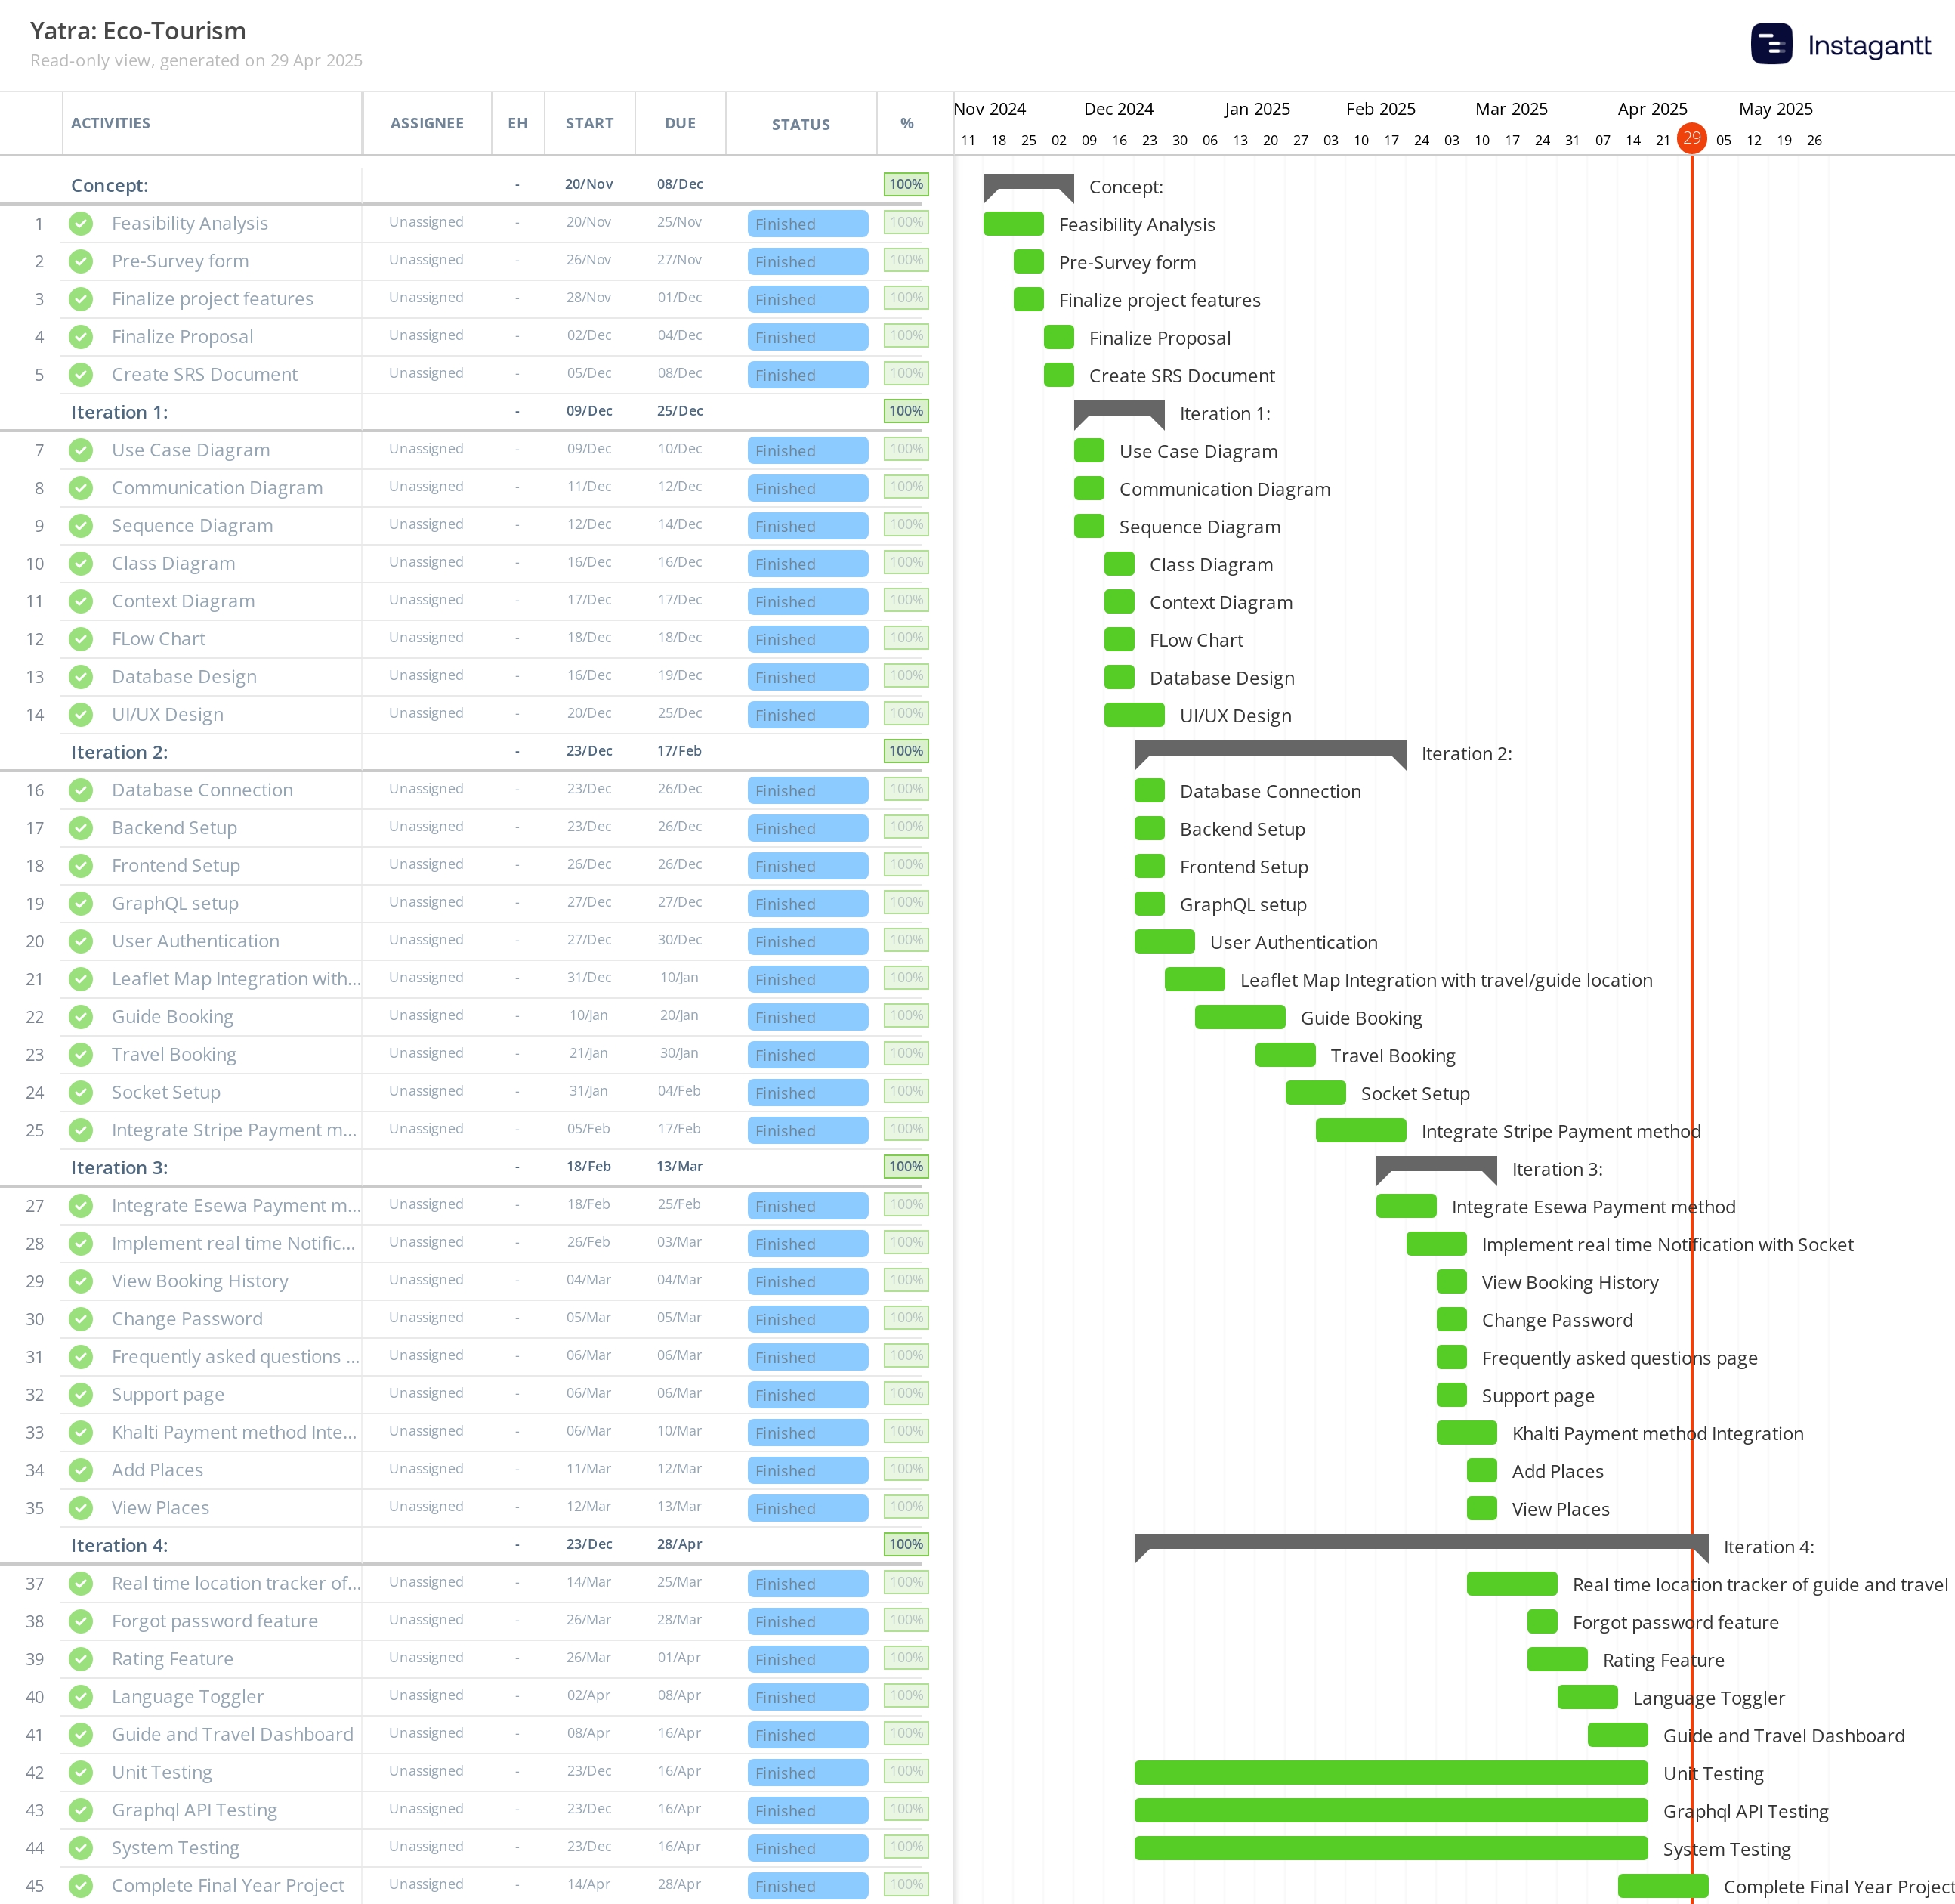 Yatra: Eco-Tourism
Read-only view, generated on 29 Apr 2025
Instagantt
ACTIVITIES ASSIGNEE EH START DUE STATUS %
Nov 2024 Dec 2024 Jan 2025 Feb 2025 Mar 2025 Apr 2025 May 2025
11 18 25 02 09 16 23 30 06 13 20 27 03 10 17 24 03 10 17 24 31 07 14 21 29 05 12 19 26
Concept: - 20/Nov 08/Dec 100% Concept:
1 Feasibility Analysis Unassigned - 20/Nov 25/Nov Finished 100% Feasibility Analysis
2 Pre-Survey form Unassigned - 26/Nov 27/Nov Finished 100% Pre-Survey form
3 Finalize project features Unassigned - 28/Nov 01/Dec Finished 100% Finalize project features
4 Finalize Proposal Unassigned - 02/Dec 04/Dec Finished 100% Finalize Proposal
5 Create SRS Document Unassigned - 05/Dec 08/Dec Finished 100% Create SRS Document
Iteration 1: - 09/Dec 25/Dec 100% Iteration 1:
7 Use Case Diagram Unassigned - 09/Dec 10/Dec Finished 100% Use Case Diagram
8 Communication Diagram Unassigned - 11/Dec 12/Dec Finished 100% Communication Diagram
9 Sequence Diagram Unassigned - 12/Dec 14/Dec Finished 100% Sequence Diagram
10 Class Diagram Unassigned - 16/Dec 16/Dec Finished 100% Class Diagram
11 Context Diagram Unassigned - 17/Dec 17/Dec Finished 100% Context Diagram
12 FLow Chart Unassigned - 18/Dec 18/Dec Finished 100% FLow Chart
13 Database Design Unassigned - 16/Dec 19/Dec Finished 100% Database Design
14 UI/UX Design Unassigned - 20/Dec 25/Dec Finished 100% UI/UX Design
Iteration 2: - 23/Dec 17/Feb 100% Iteration 2:
16 Database Connection Unassigned - 23/Dec 26/Dec Finished 100% Database Connection
17 Backend Setup Unassigned - 23/Dec 26/Dec Finished 100% Backend Setup
18 Frontend Setup Unassigned - 26/Dec 26/Dec Finished 100% Frontend Setup
19 GraphQL setup Unassigned - 27/Dec 27/Dec Finished 100% GraphQL setup
20 User Authentication Unassigned - 27/Dec 30/Dec Finished 100% User Authentication
21 Leaflet Map Integration with... Unassigned - 31/Dec 10/Jan Finished 100% Leaflet Map Integration with travel/guide location
22 Guide Booking Unassigned - 10/Jan 20/Jan Finished 100% Guide Booking
23 Travel Booking Unassigned - 21/Jan 30/Jan Finished 100% Travel Booking
24 Socket Setup Unassigned - 31/Jan 04/Feb Finished 100% Socket Setup
25 Integrate Stripe Payment m... Unassigned - 05/Feb 17/Feb Finished 100% Integrate Stripe Payment method
Iteration 3: - 18/Feb 13/Mar 100% Iteration 3:
27 Integrate Esewa Payment m... Unassigned - 18/Feb 25/Feb Finished 100% Integrate Esewa Payment method
28 Implement real time Notific... Unassigned - 26/Feb 03/Mar Finished 100% Implement real time Notification with Socket
29 View Booking History Unassigned - 04/Mar 04/Mar Finished 100% View Booking History
30 Change Password Unassigned - 05/Mar 05/Mar Finished 100% Change Password
31 Frequently asked questions ... Unassigned - 06/Mar 06/Mar Finished 100% Frequently asked questions page
32 Support page Unassigned - 06/Mar 06/Mar Finished 100% Support page
33 Khalti Payment method Inte... Unassigned - 06/Mar 10/Mar Finished 100% Khalti Payment method Integration
34 Add Places Unassigned - 11/Mar 12/Mar Finished 100% Add Places
35 View Places Unassigned - 12/Mar 13/Mar Finished 100% View Places
Iteration 4: - 23/Dec 28/Apr 100% Iteration 4:
37 Real time location tracker of... Unassigned - 14/Mar 25/Mar Finished 100% Real time location tracker of guide and travel
38 Forgot password feature Unassigned - 26/Mar 28/Mar Finished 100% Forgot password feature
39 Rating Feature Unassigned - 26/Mar 01/Apr Finished 100% Rating Feature
40 Language Toggler Unassigned - 02/Apr 08/Apr Finished 100% Language Toggler
41 Guide and Travel Dashboard Unassigned - 08/Apr 16/Apr Finished 100% Guide and Travel Dashboard
42 Unit Testing Unassigned - 23/Dec 16/Apr Finished 100% Unit Testing
43 Graphql API Testing Unassigned - 23/Dec 16/Apr Finished 100% Graphql API Testing
44 System Testing Unassigned - 23/Dec 16/Apr Finished 100% System Testing
45 Complete Final Year Project Unassigned - 14/Apr 28/Apr Finished 100% Complete Final Year Project